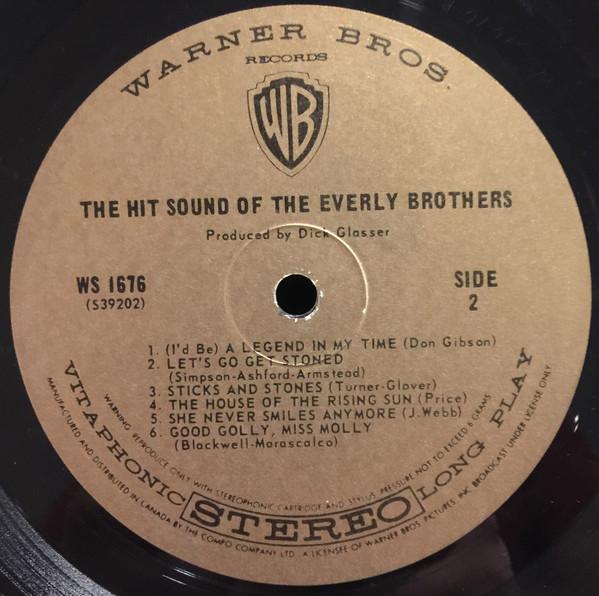 WARNER BROS.
RECORDS
WB
THE HIT SOUND OF THE EVERLY BROTHERS
Produced by Dick Glasser
WS 1676
(S39202)
SIDE
2
1. (I'd Be) A LEGEND IN MY TIME (Don Gibson)
2. LET'S GO GET STONED
(Simpson-Ashford-Armstead)
3. STICKS AND STONES (Turner-Glover)
4. THE HOUSE OF THE RISING SUN (Price)
5. SHE NEVER SMILES ANYMORE (J. Webb)
6. GOOD GOLLY, MISS MOLLY
(Blackwell-Marascalco)
WARNING: REPRODUCE ONLY WITH STEREOPHONIC CARTRIDGE AND STYLUS. PRESSURE NOT TO EXCEED 6 GRAMS
VITAPHONIC STEREO LONG PLAY
MANUFACTURED AND DISTRIBUTED IN CANADA BY THE COMPO COMPANY LTD., A LICENSEE OF WARNER BROS. PICTURES, INC. BROADCAST UNDER LICENSE ONLY